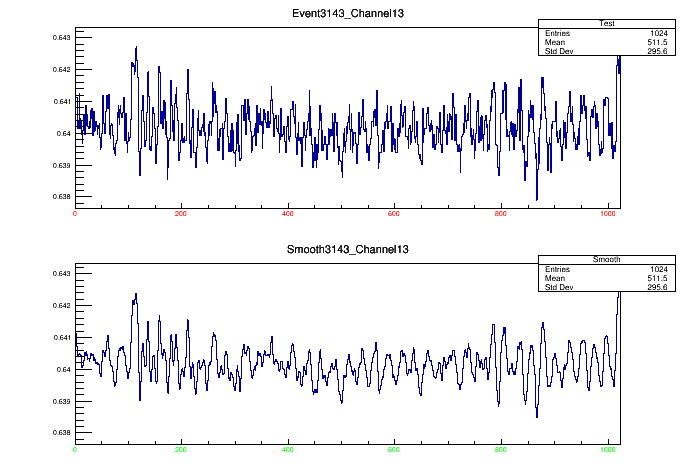 Event3143_Channel13
Test
Entries 1024
Mean 511.5
Std Dev 295.6
0.643
0.642
0.641
0.64
0.639
0.638
0 200 400 600 800 1000
Smooth3143_Channel13
Smooth
Entries 1024
Mean 511.5
Std Dev 295.6
0.643
0.642
0.641
0.64
0.639
0.638
0 200 400 600 800 1000